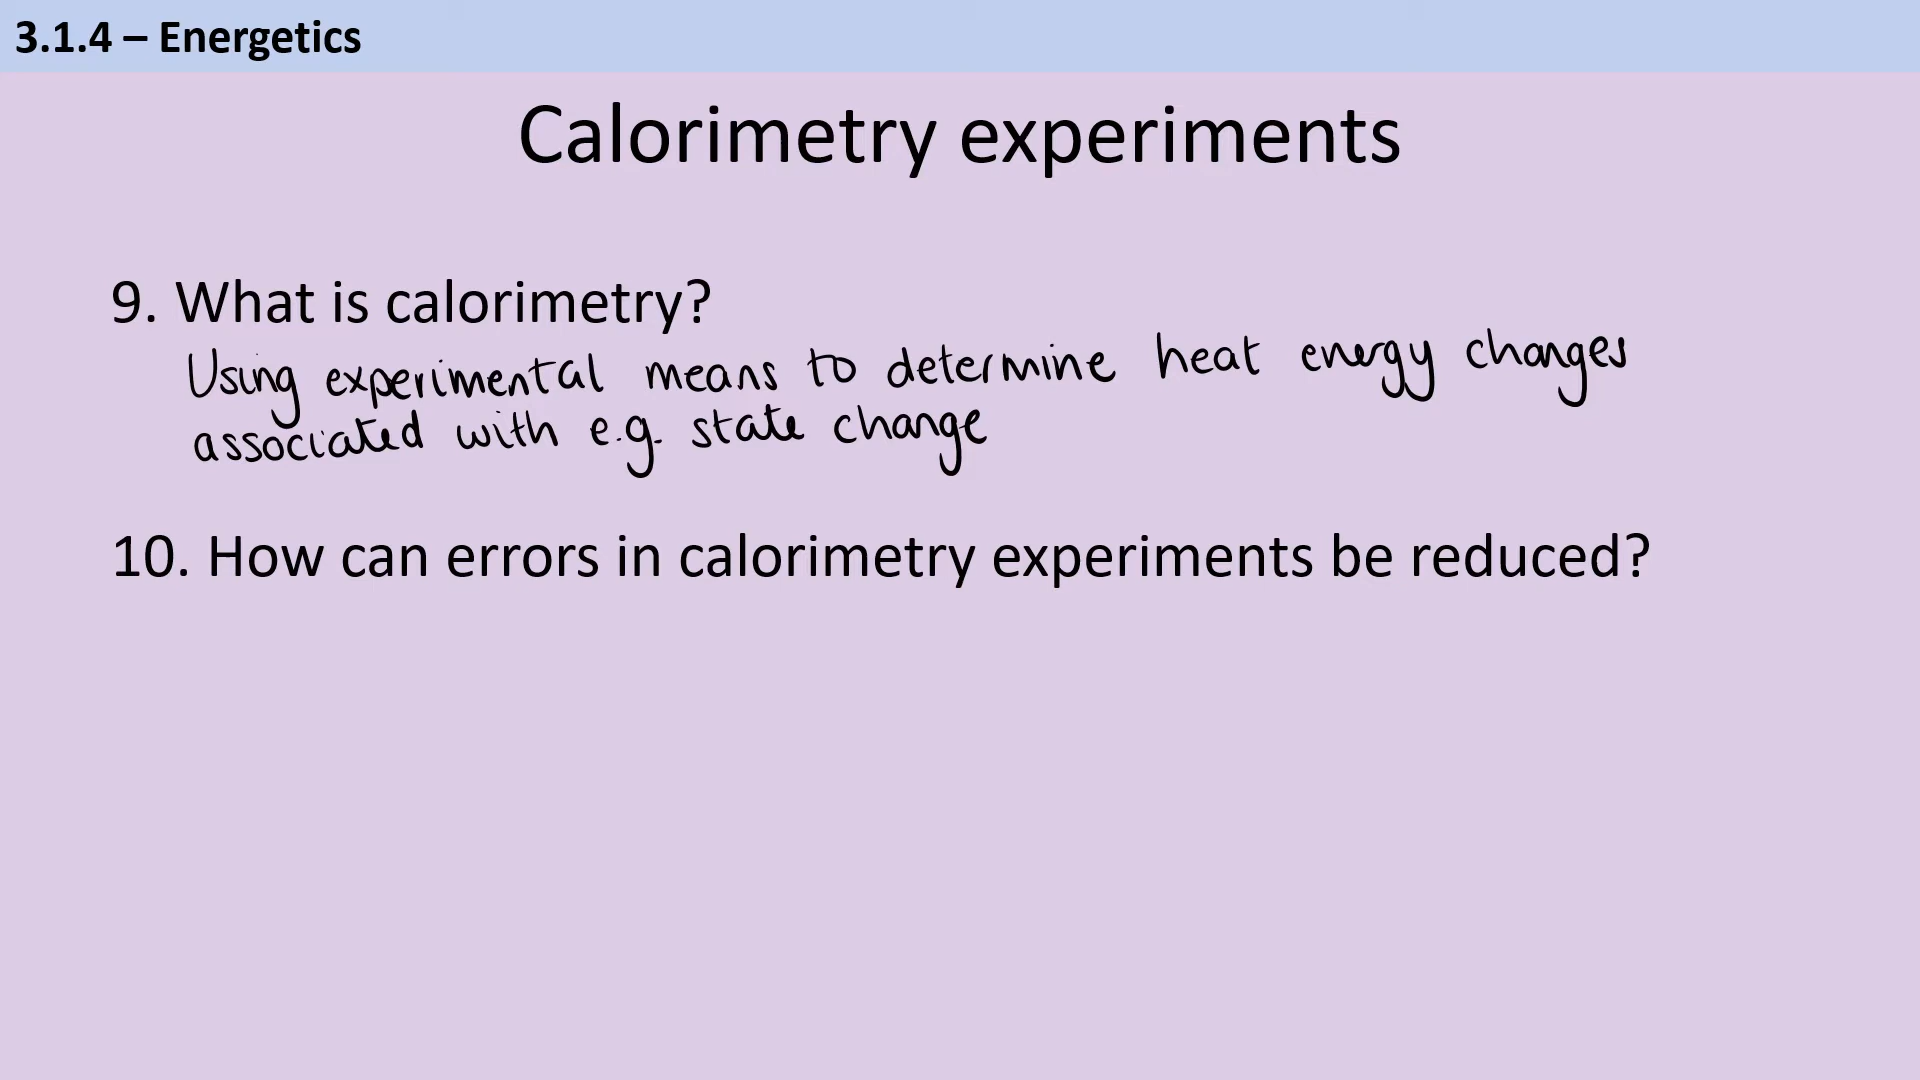 3.1.4 – Energetics
Calorimetry experiments
9. What is calorimetry?
Using experimental means to determine heat energy changes
associated with e.g. state change
10. How can errors in calorimetry experiments be reduced?